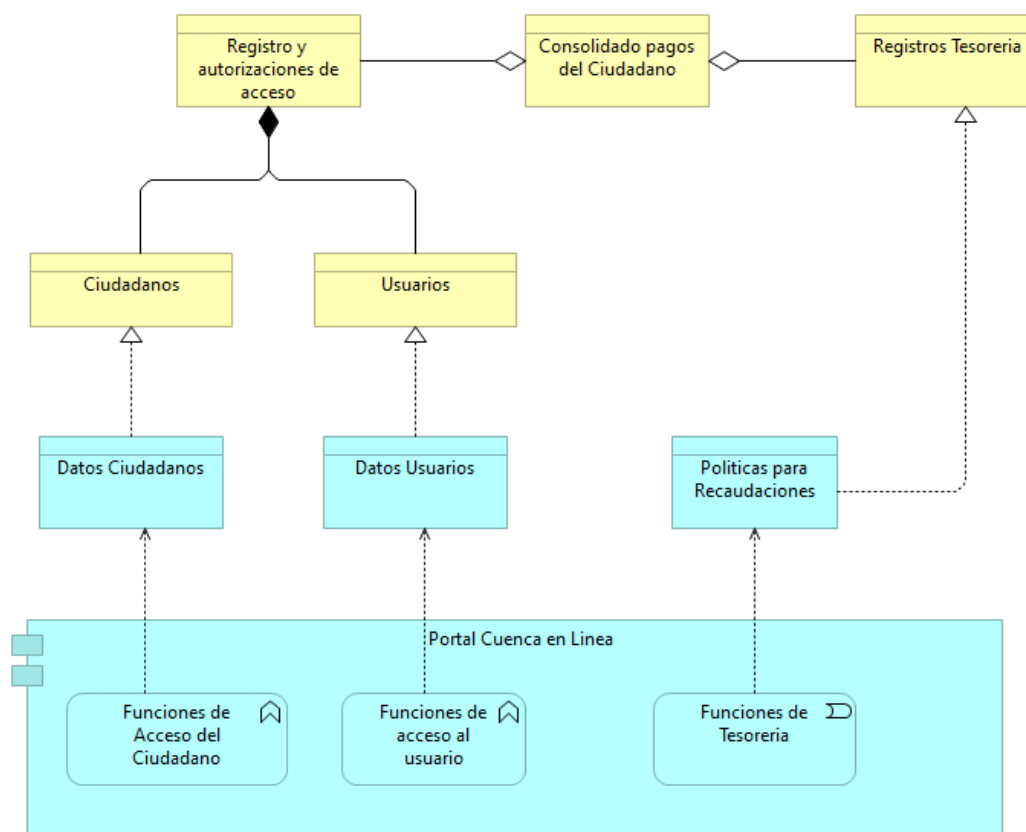 Registro y
autorizaciones de
acceso
Consolidado pagos
del Ciudadano
Registros Tesoreria
Ciudadanos
Usuarios
Datos Ciudadanos
Datos Usuarios
Politicas para
Recaudaciones
Portal Cuenca en Linea
Funciones de
Acceso del
Ciudadano
Funciones de
acceso al
usuario
Funciones de
Tesoreria